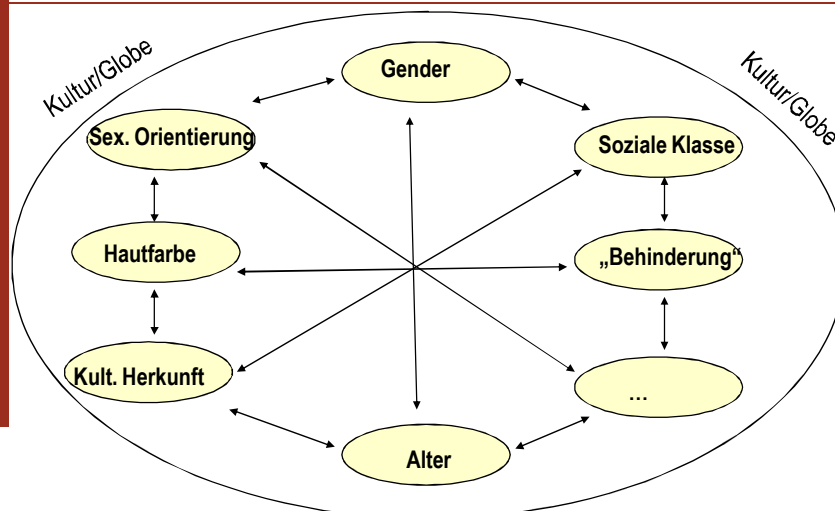 Kultur/Globe
Kultur/Globe
Gender
Sex. Orientierung
Soziale Klasse
Hautfarbe
„Behinderung“
Kult. Herkunft
…
Alter